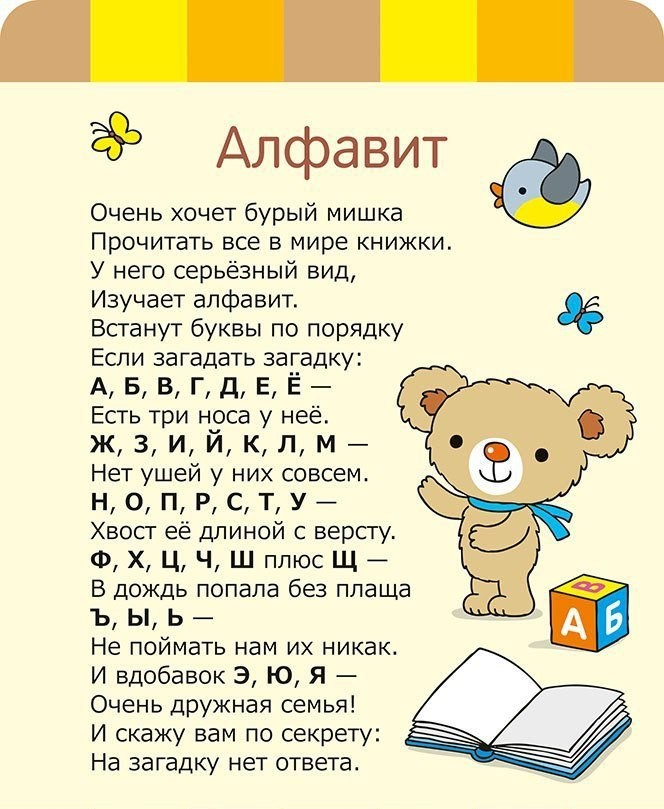 Алфавит
Очень хочет бурый мишка
Прочитать все в мире книжки.
У него серьёзный вид,
Изучает алфавит.
Встанут буквы по порядку
Если загадать загадку:
А, Б, В, Г, Д, Е, Ё —
Есть три носа у неё.
Ж, З, И, Й, К, Л, М —
Нет ушей у них совсем.
Н, О, П, Р, С, Т, У —
Хвост её длиной с версту.
Ф, Х, Ц, Ч, Ш плюс Щ —
В дождь попала без плаща
Ъ, Ы, Ь —
Не поймать нам их никак.
И вдобавок Э, Ю, Я —
Очень дружная семья!
И скажу вам по секрету:
На загадку нет ответа.
В
А Б